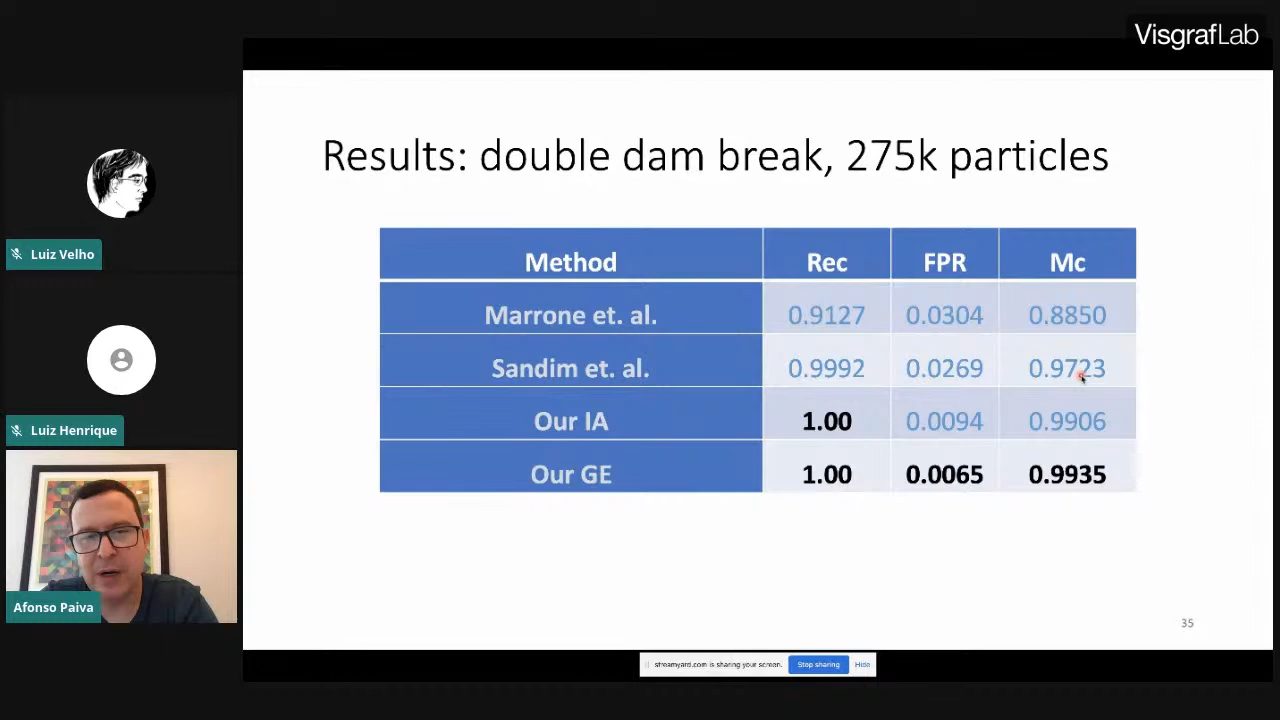 VisgrafLab
Results: double dam break, 275k particles
Method Rec FPR Mc
Marrone et. al. 0.9127 0.0304 0.8850
Sandim et. al. 0.9992 0.0269 0.9723
Our IA 1.00 0.0094 0.9906
Our GE 1.00 0.0065 0.9935
35
streamyard.com is sharing your screen. Stop sharing Hide
Luiz Velho
Luiz Henrique
Afonso Paiva